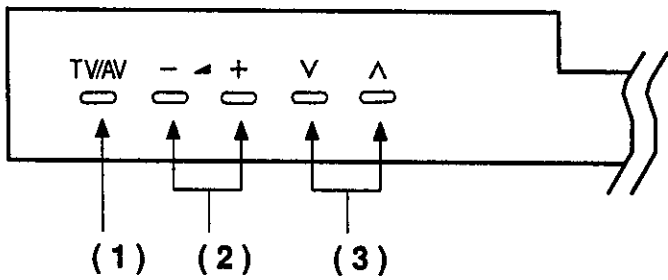 TV/AV - ◢ + ∨ ∧
(1) (2) (3)